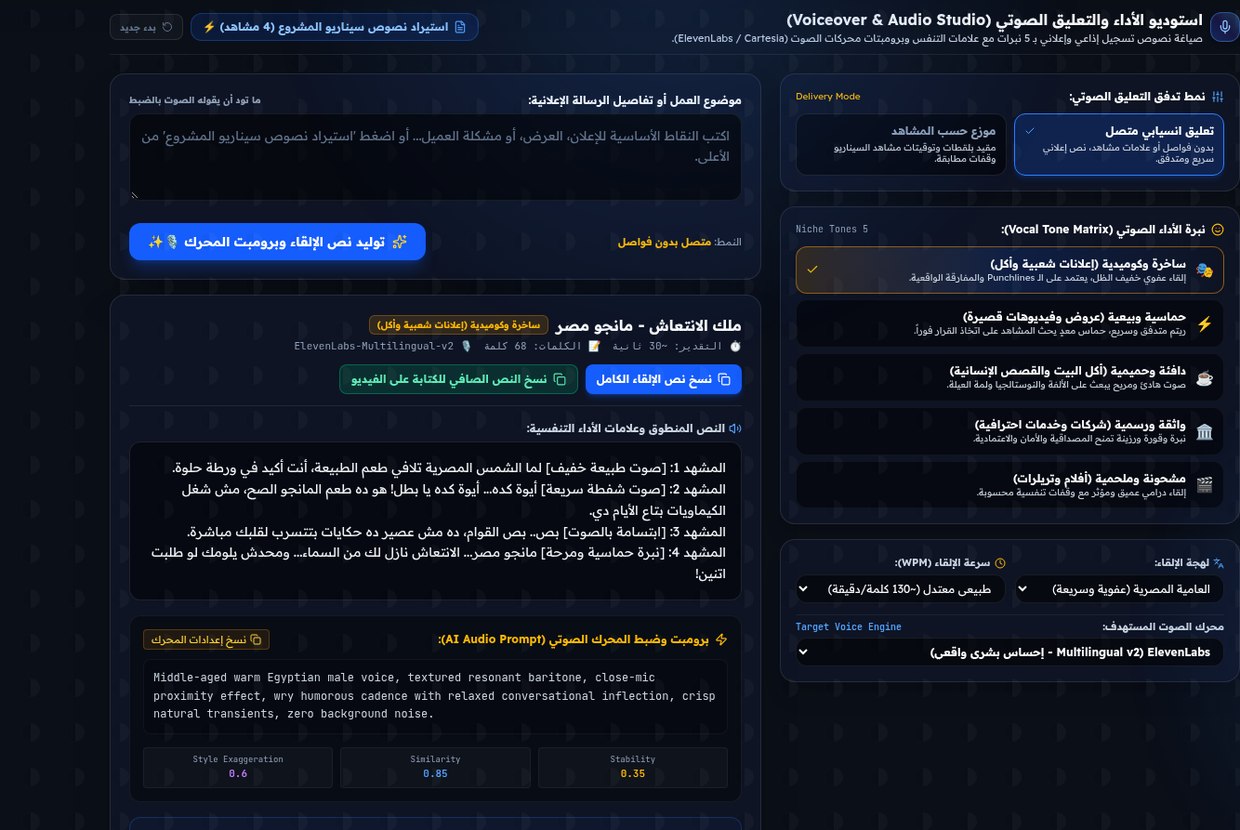 استوديو الأداء والتعليق الصوتي (Voiceover & Audio Studio)
صياغة نصوص تسجيل إذاعي وإعلاني بـ 5 نبرات مع علامات التنفس وبرومبتات محركات الصوت (ElevenLabs / Cartesia).
استيراد نصوص سيناريو المشروع (4 مشاهد) ⚡
بدء جديد
نمط تدفق التعليق الصوتي:
Delivery Mode
تعليق انسيابي متصل
بدون فواصل أو علامات مشاهد، نص إعلاني سريع ومتدفق.
موزع حسب المشاهد
مقيد بلقطات وتوقيتات مشاهد السيناريو وقفات مطابقة.
نبرة الأداء الصوتي (Vocal Tone Matrix):
5 Niche Tones
🎭 ساخرة وكوميدية (إعلانات شعبية وأكل)
إلقاء عفوي خفيف الظل، يعتمد على الـ Punchlines والمفارقة الواقعية.
⚡ حماسية وبيعية (عروض وفيديوهات قصيرة)
ريتم متدفق وسريع، حماس معدٍ يحث المشاهد على اتخاذ القرار فوراً.
☕ دافئة وحميمية (أكل البيت والقصص الإنسانية)
صوت هادئ ومريح يبعث على الألفة والنوستالجيا ولمة العيلة.
🏛️ واثقة ورسمية (شركات وخدمات احترافية)
نبرة وقورة ورزينة تمنح المصداقية والأمان والاعتمادية.
🎬 مشحونة وملحمية (أفلام وتريلرات)
إلقاء درامي عميق ومؤثر مع وقفات تنفسية محسوبة.
لهجة الإلقاء:
العامية المصرية (عفوية وسريعة)
سرعة الإلقاء (WPM):
طبيعي معتدل (~130 كلمة/دقيقة)
محرك الصوت المستهدف:
Target Voice Engine
ElevenLabs (Multilingual v2 - إحساس بشري واقعي)
موضوع العمل أو تفاصيل الرسالة الإعلانية:
ما تود أن يقوله الصوت بالضبط
اكتب النقاط الأساسية للإعلان، العرض، أو مشكلة العميل... أو اضغط 'استيراد نصوص سيناريو المشروع' من
الأعلى.
النمط: متصل بدون فواصل
توليد نص الإلقاء وبرومبت المحرك 🎙️✨
ملك الانتعاش - مانجو مصر
ساخرة وكوميدية (إعلانات شعبية وأكل)
⏱️ التقدير: ~30 ثانية 📝 الكلمات: 68 كلمة 🎙️ ElevenLabs-Multilingual-v2
نسخ نص الإلقاء الكامل
نسخ النص الصافي للكتابة على الفيديو
النص المنطوق وعلامات الأداء التنفسية:
المشهد 1: [صوت طبيعة خفيف] لما الشمس المصرية تلافي طعم الطبيعة، أنت أكيد في ورطة حلوة.
المشهد 2: [صوت شفطة سريعة] أيوة كده... أيوة كده يا بطل! هو ده طعم المانجو الصح، مش شغل
الكيماويات بتاع الأيام دي.
المشهد 3: [ابتسامة بالصوت] بص.. بص القوام، ده مش عصير ده حكايات بتتسرب لقلبك مباشرة.
المشهد 4: [نبرة حماسية ومرحة] مانجو مصر... الانتعاش نازل لك من السماء... ومحدش يلومك لو طلبت
اتنين!
برومبت وضبط المحرك الصوتي (AI Audio Prompt):
نسخ إعدادات المحرك
Middle-aged warm Egyptian male voice, textured resonant baritone, close-mic
proximity effect, wry humorous cadence with relaxed conversational inflection, crisp
natural transients, zero background noise.
Stability
0.35
Similarity
0.85
Style Exaggeration
0.6